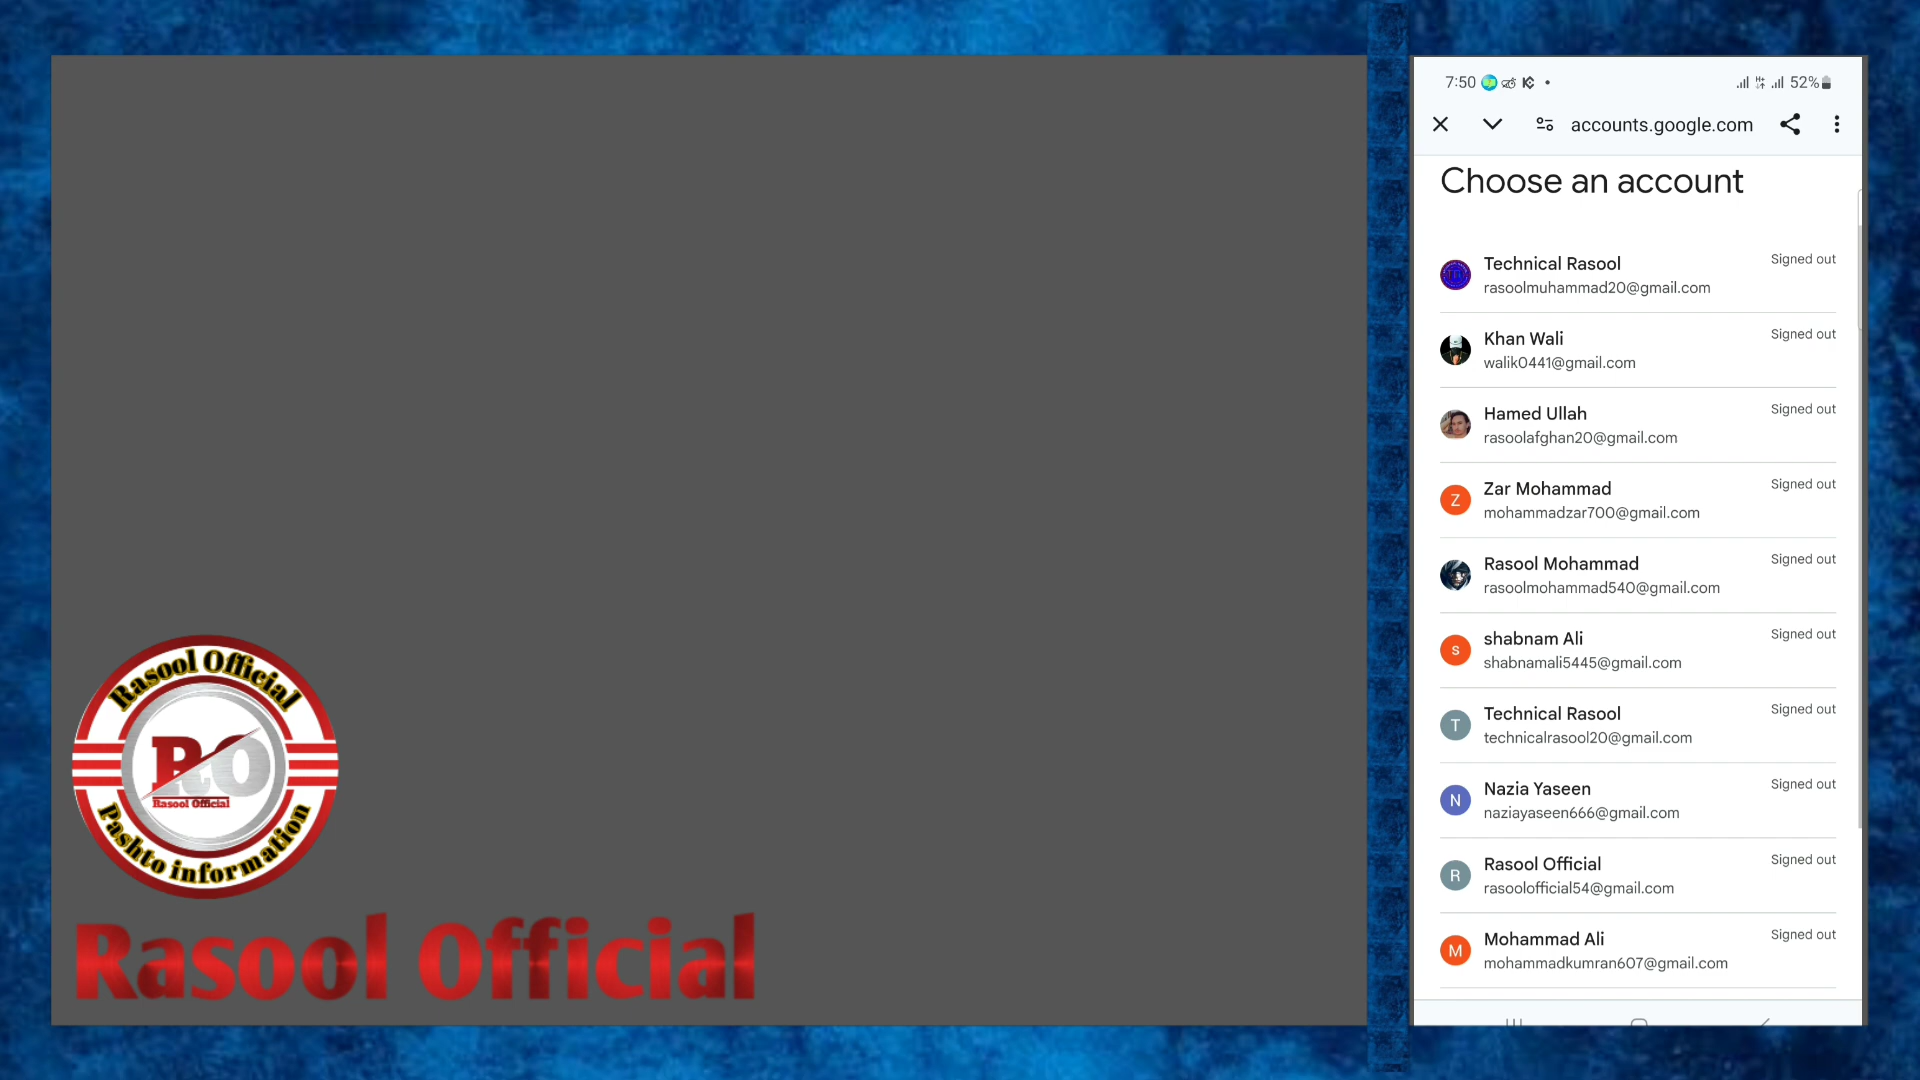 Rasool Official
RO
Rasool Official
Pashto information
Rasool Official
7:50
52%
accounts.google.com
Choose an account
Technical Rasool
Signed out
rasoolmuhammad20@gmail.com
Khan Wali
Signed out
walik0441@gmail.com
Hamed Ullah
Signed out
rasoolafghan20@gmail.com
Z
Zar Mohammad
Signed out
mohammadzar700@gmail.com
Rasool Mohammad
Signed out
rasoolmohammad540@gmail.com
s
shabnam Ali
Signed out
shabnamali5445@gmail.com
T
Technical Rasool
Signed out
technicalrasool20@gmail.com
N
Nazia Yaseen
Signed out
naziayaseen666@gmail.com
R
Rasool Official
Signed out
rasoolofficial54@gmail.com
M
Mohammad Ali
Signed out
mohammadkumran607@gmail.com